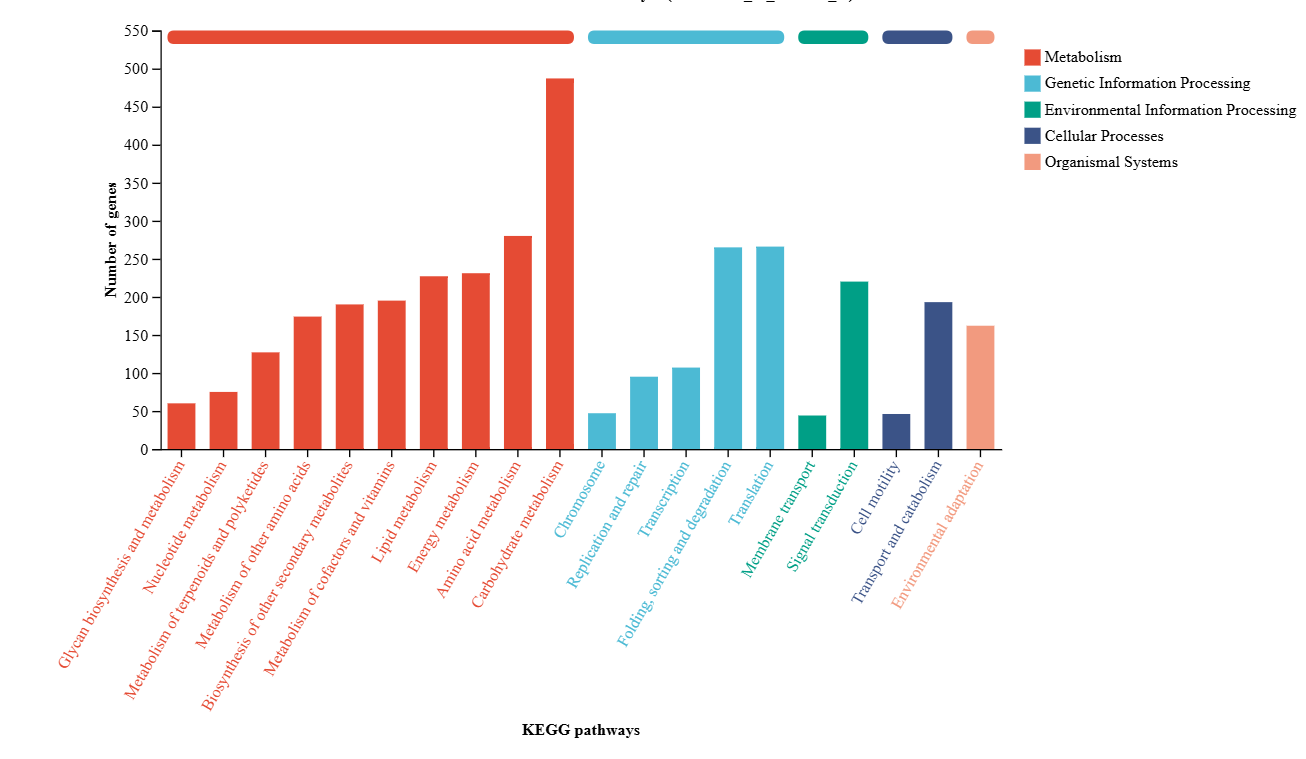 550
500
450
400
350
300
250
200
150
100
50
0
Number of genes
Glycan biosynthesis and metabolism
Nucleotide metabolism
Metabolism of terpenoids and polyketides
Metabolism of other amino acids
Biosynthesis of other secondary metabolites
Metabolism of cofactors and vitamins
Lipid metabolism
Energy metabolism
Amino acid metabolism
Carbohydrate metabolism
Chromosome
Replication and repair
Transcription
Folding, sorting and degradation
Translation
Membrane transport
Signal transduction
Cell motility
Transport and catabolism
Environmental adaptation
KEGG pathways
Metabolism
Genetic Information Processing
Environmental Information Processing
Cellular Processes
Organismal Systems